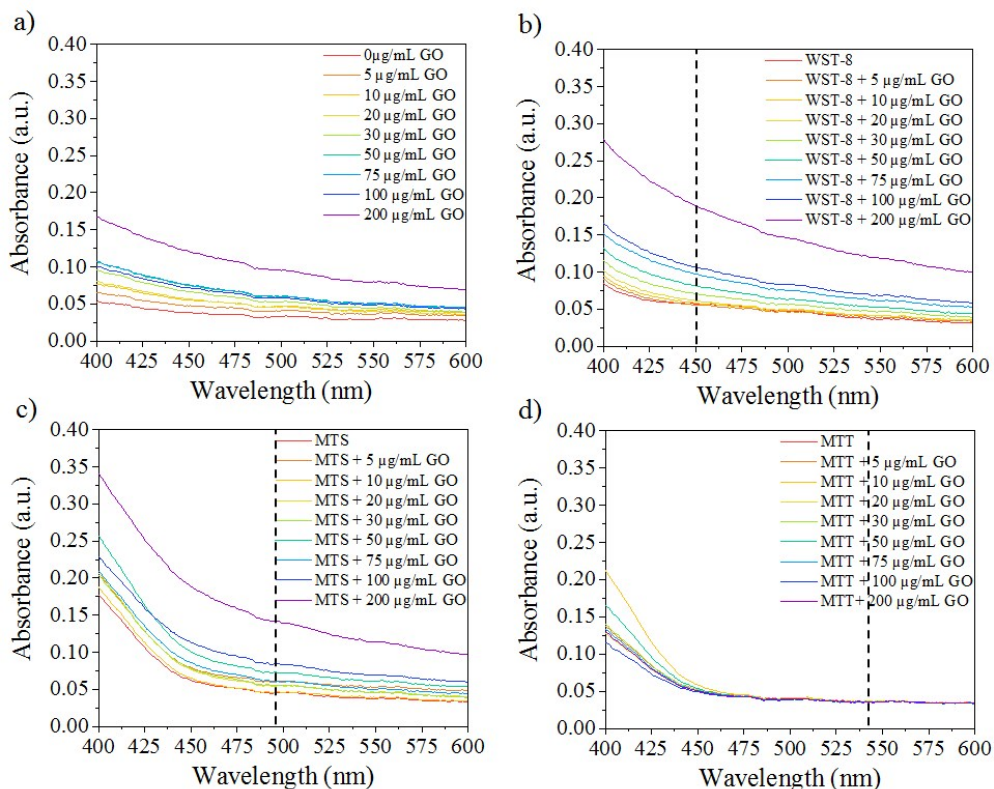 a)
0.40
0.35
0.30
0.25
0.20
0.15
0.10
0.05
0.00
Absorbance (a.u.)
0µg/mL GO
5 µg/mL GO
10 µg/mL GO
20 µg/mL GO
30 µg/mL GO
50 µg/mL GO
75 µg/mL GO
100 µg/mL GO
200 µg/mL GO
400 425 450 475 500 525 550 575 600
Wavelength (nm)
b)
0.40
0.35
0.30
0.25
0.20
0.15
0.10
0.05
0.00
Absorbance (a.u.)
WST-8
WST-8 + 5 µg/mL GO
WST-8 + 10 µg/mL GO
WST-8 + 20 µg/mL GO
WST-8 + 30 µg/mL GO
WST-8 + 50 µg/mL GO
WST-8 + 75 µg/mL GO
WST-8 + 100 µg/mL GO
WST-8 + 200 µg/mL GO
400 425 450 475 500 525 550 575 600
Wavelength (nm)
c)
0.40
0.35
0.30
0.25
0.20
0.15
0.10
0.05
0.00
Absorbance (a.u.)
MTS
MTS + 5 µg/mL GO
MTS + 10 µg/mL GO
MTS + 20 µg/mL GO
MTS + 30 µg/mL GO
MTS + 50 µg/mL GO
MTS + 75 µg/mL GO
MTS + 100 µg/mL GO
MTS + 200 µg/mL GO
400 425 450 475 500 525 550 575 600
Wavelength (nm)
d)
0.40
0.35
0.30
0.25
0.20
0.15
0.10
0.05
0.00
Absorbance (a.u.)
MTT
MTT + 5 µg/mL GO
MTT + 10 µg/mL GO
MTT + 20 µg/mL GO
MTT + 30 µg/mL GO
MTT + 50 µg/mL GO
MTT + 75 µg/mL GO
MTT + 100 µg/mL GO
MTT+ 200 µg/mL GO
400 425 450 475 500 525 550 575 600
Wavelength (nm)